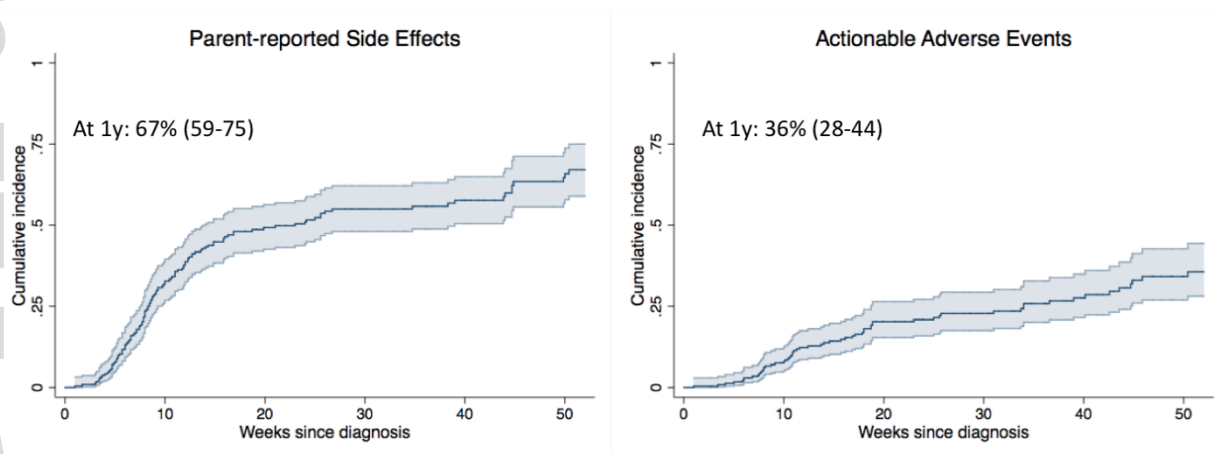 Parent-reported Side Effects
At 1y: 67% (59-75)
Cumulative incidence
0 .25 .5 .75 1
0 10 20 30 40 50
Weeks since diagnosis
Actionable Adverse Events
At 1y: 36% (28-44)
Cumulative incidence
0 .25 .5 .75 1
0 10 20 30 40 50
Weeks since diagnosis